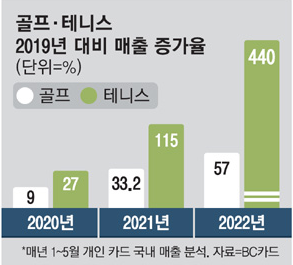 골프·테니스
2019년 대비 매출 증가율
(단위=%)
골프 테니스
9 27 33.2 115 57 440
2020년 2021년 2022년
*매년 1~5월 개인 카드 국내 매출 분석. 자료=BC카드